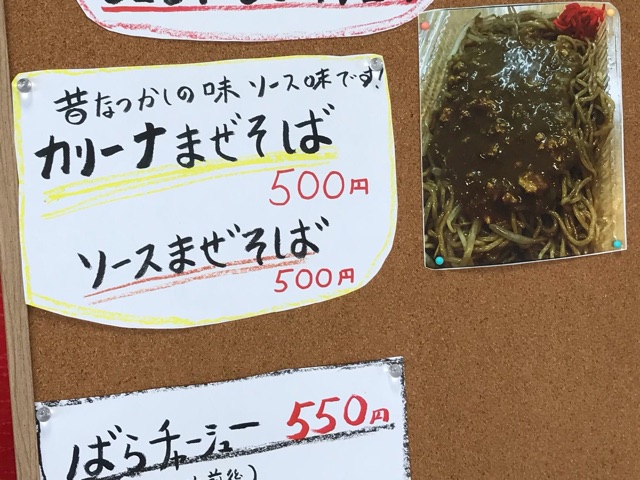 昔なつかしの味 ソース味です!
カリーナまぜそば
500円
ソースまぜそば
500円
ばらチャーシュー 550円
前後)